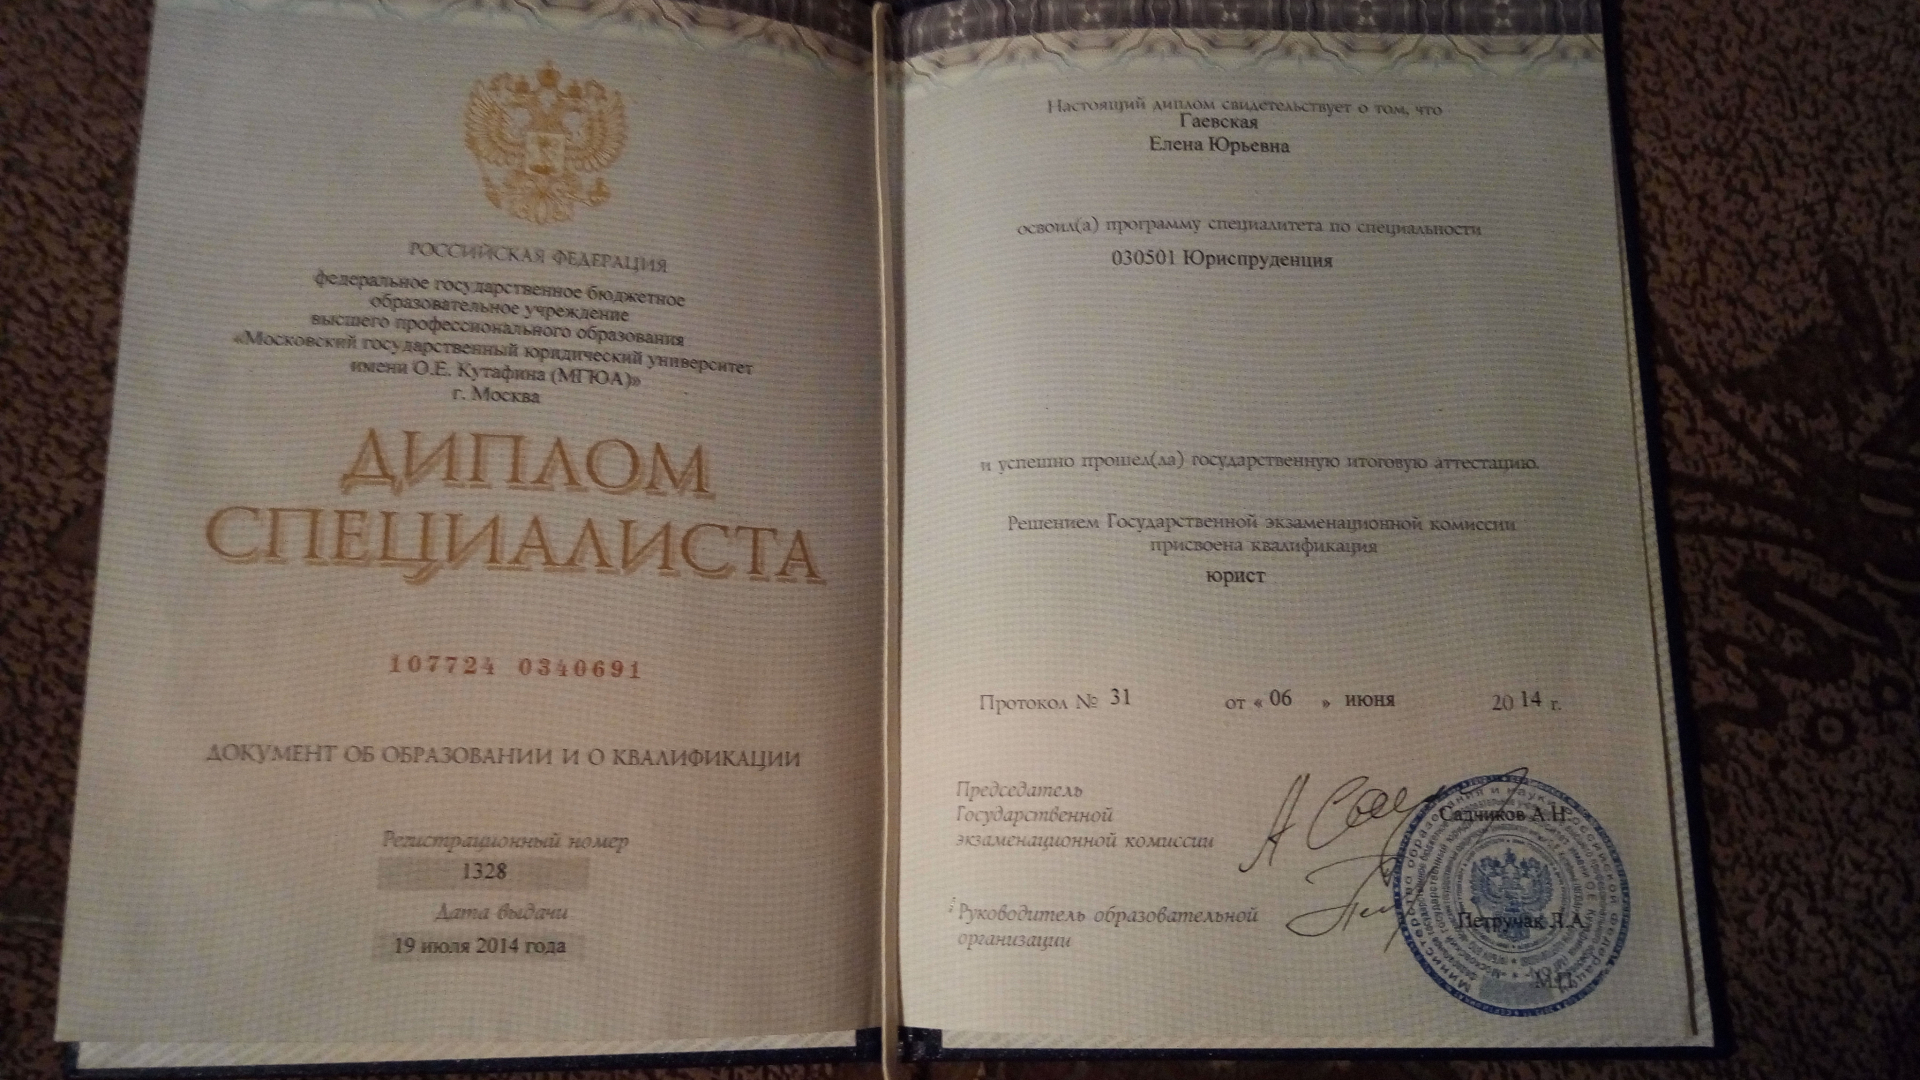 РОССИЙСКАЯ ФЕДЕРАЦИЯ
федеральное государственное бюджетное
образовательное учреждение
высшего профессионального образования
«Московский государственный юридический университет
имени О.Е. Кутафина (МГЮА)»
г. Москва
ДИПЛОМ
СПЕЦИАЛИСТА
107724 0340691
ДОКУМЕНТ ОБ ОБРАЗОВАНИИ И О КВАЛИФИКАЦИИ
Регистрационный номер
1328
Дата выдачи
19 июля 2014 года
Настоящий диплом свидетельствует о том, что
Гаевская
Елена Юрьевна
освоил(а) программу специалитета по специальности
030501 Юриспруденция
и успешно прошел(ла) государственную итоговую аттестацию.
Решением Государственной экзаменационной комиссии
присвоена квалификация
юрист
Протокол № 31 от « 06 » июня 2014 г.
Председатель
Государственной
экзаменационной комиссии
Садчиков А.Н.
Руководитель образовательной
организации
Петручак Л.А.
М.П.